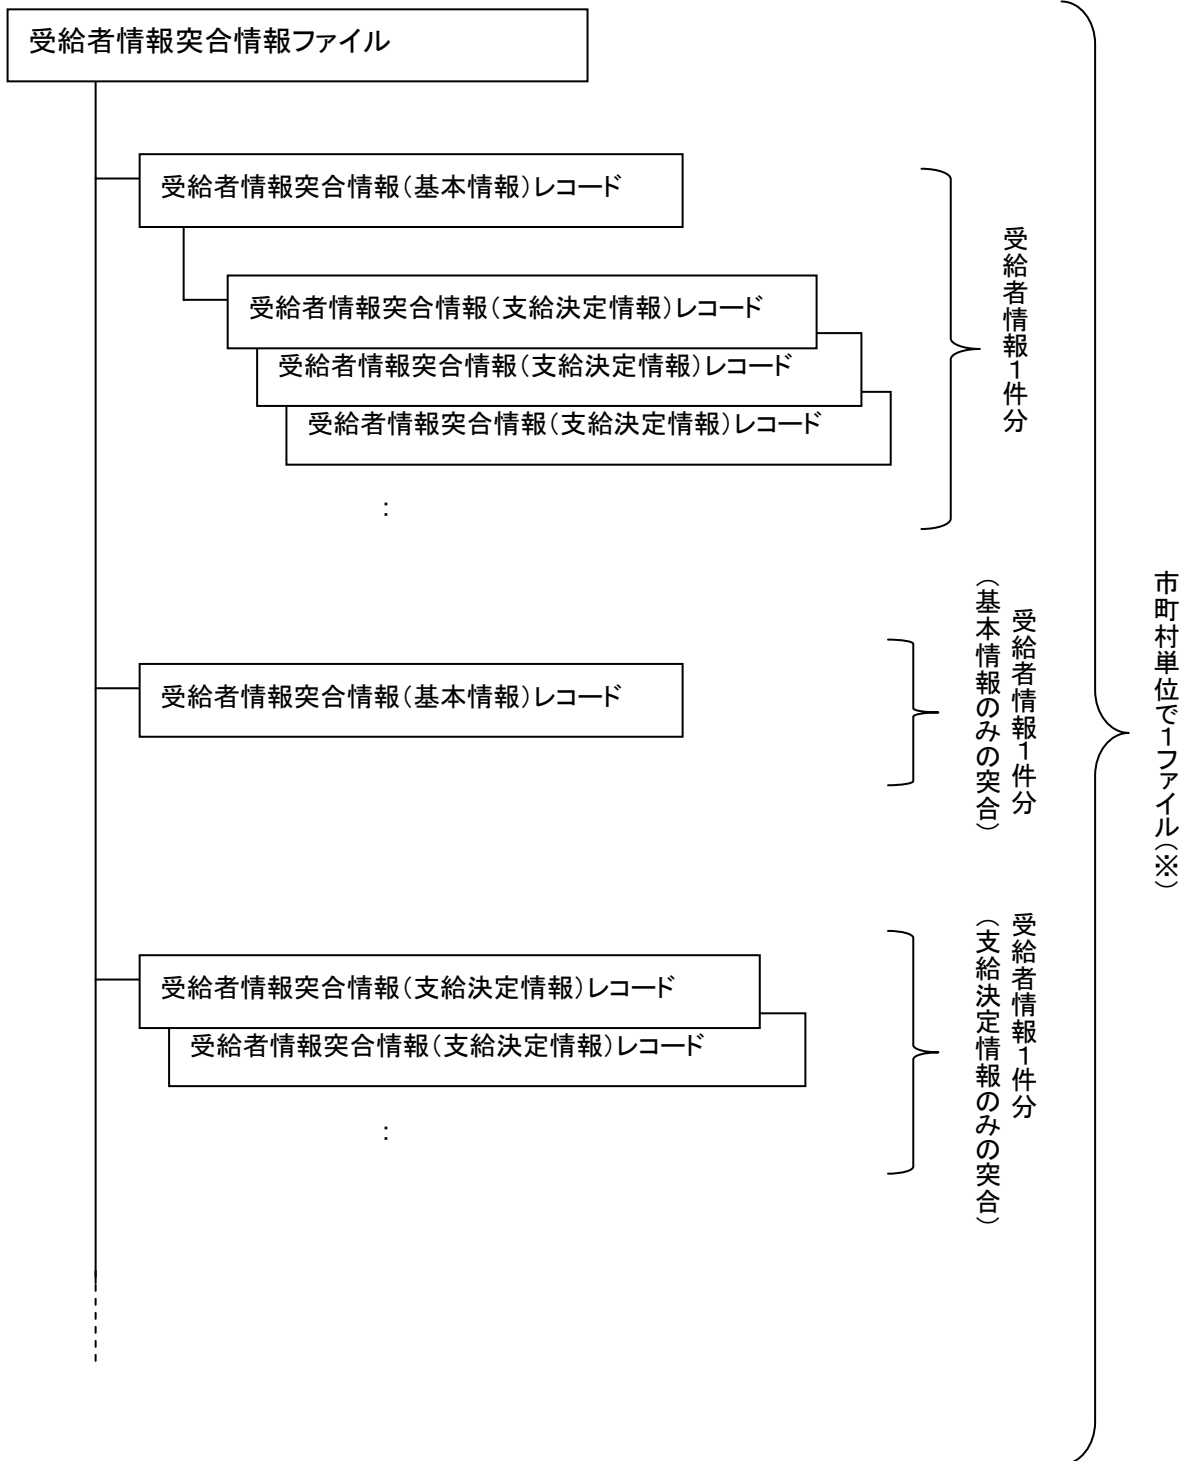 受給者情報突合情報ファイル
受給者情報突合情報（基本情報）レコード
受給者情報突合情報（支給決定情報）レコード
受給者情報突合情報（支給決定情報）レコード
受給者情報突合情報（支給決定情報）レコード
：
受給者情報１件分
受給者情報突合情報（基本情報）レコード
受給者情報１件分
（基本情報のみの突合）
受給者情報突合情報（支給決定情報）レコード
受給者情報突合情報（支給決定情報）レコード
：
受給者情報１件分
（支給決定情報のみの突合）
市町村単位で１ファイル（※）